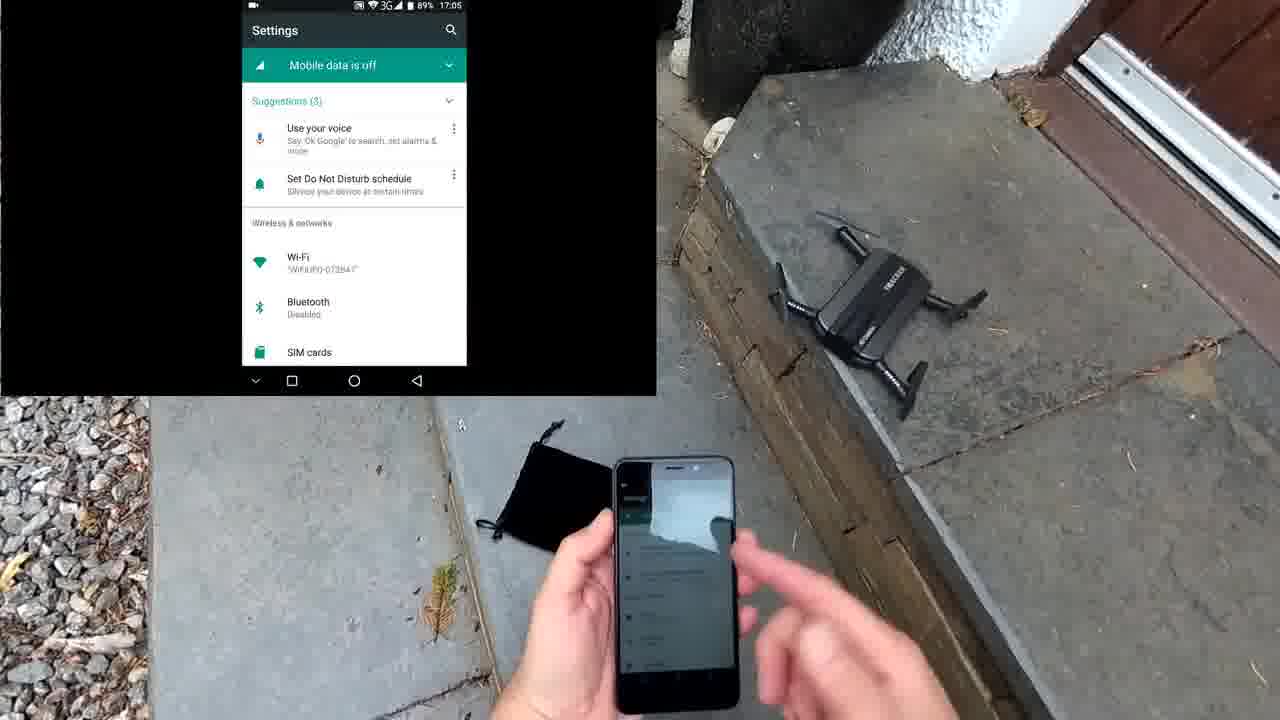 3G 89% 17:05
Settings
Mobile data is off
Suggestions (3)
Use your voice
Say 'Ok Google' to search, set alarms &
more
Set Do Not Disturb schedule
Silence your device at certain times
Wireless & networks
Wi-Fi
Bluetooth
Disabled
SIM cards
TRACKER